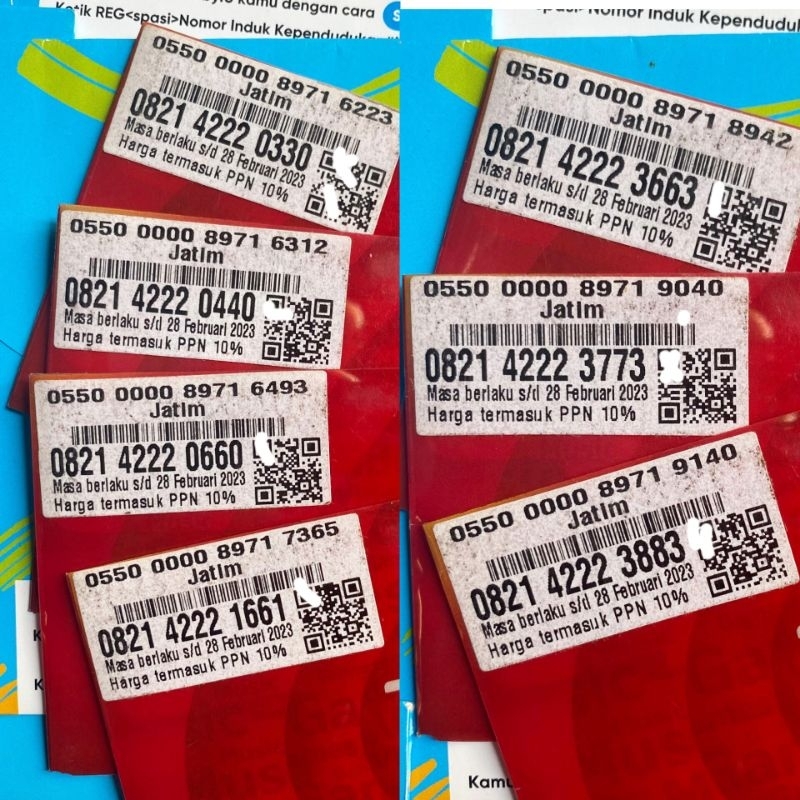 kamu dengan cara
Ketik REG<spasi>Nomor Induk Kependuduka
0550 0000 8971 6223
Jatim
0821 4222 0330
Masa berlaku s/d 28 Februari 2023
Harga termasuk PPN 10%
0550 0000 8971 6312
Jatim
0821 4222 0440
Masa berlaku s/d 28 Februari 2023
Harga termasuk PPN 10%
0550 0000 8971 6493
Jatim
0821 4222 0660
Masa berlaku s/d 28 Februari 2023
Harga termasuk PPN 10%
0550 0000 8971 7365
Jatim
0821 4222 1661
Masa berlaku s/d 28 Februari 2023
Harga termasuk PPN 10%
Nomor Induk Kependuduk
0550 0000 8971 8942
Jatim
0821 4222 3663
Masa berlaku s/d 28 Februari 2023
Harga termasuk PPN 10%
0550 0000 8971 9040
Jatim
0821 4222 3773
Masa berlaku s/d 28 Februari 2023
Harga termasuk PPN 10%
0550 0000 8971 9140
Jatim
0821 4222 3883
Masa berlaku s/d 28 Februari 2023
Harga termasuk PPN 10%
Kamu